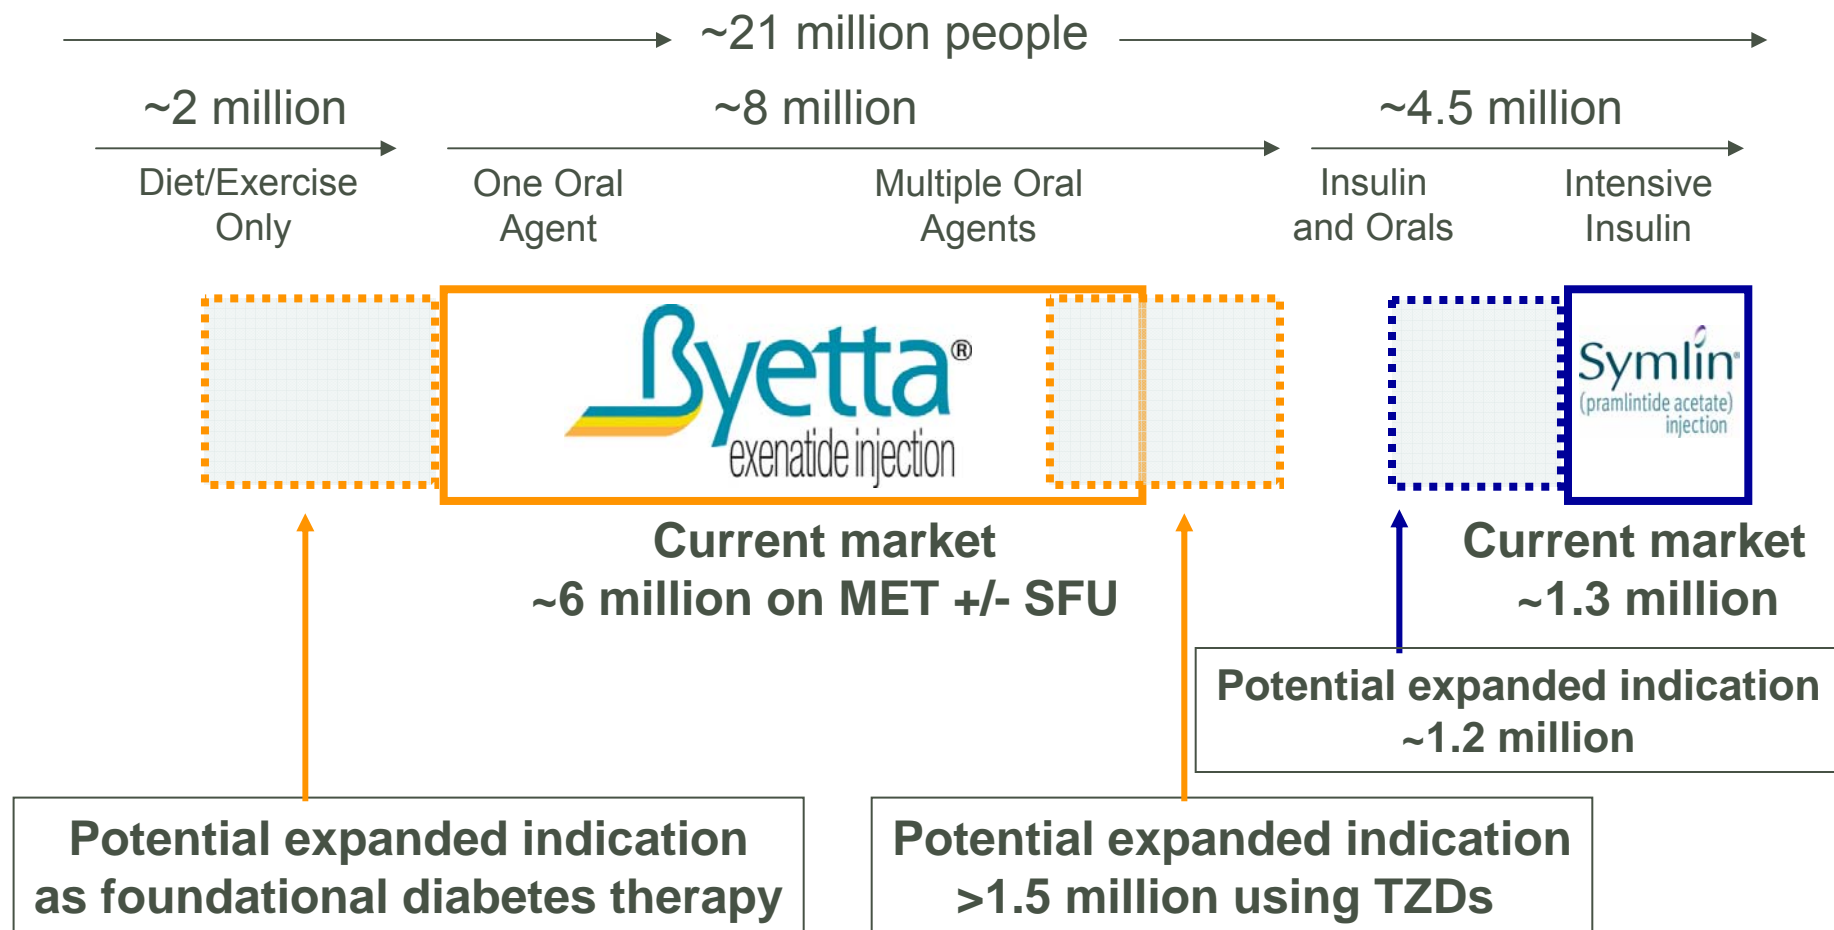 ~21 million people
~2 million
~8 million
~4.5 million
Diet/Exercise
Only
One Oral
Agent
Multiple Oral
Agents
Insulin
and Orals
Intensive
Insulin
Byetta®
exenatide injection
Symlin®
(pramlintide acetate)
injection
Current market
~6 million on MET +/- SFU
Current market
~1.3 million
Potential expanded indication
~1.2 million
Potential expanded indication
as foundational diabetes therapy
Potential expanded indication
>1.5 million using TZDs